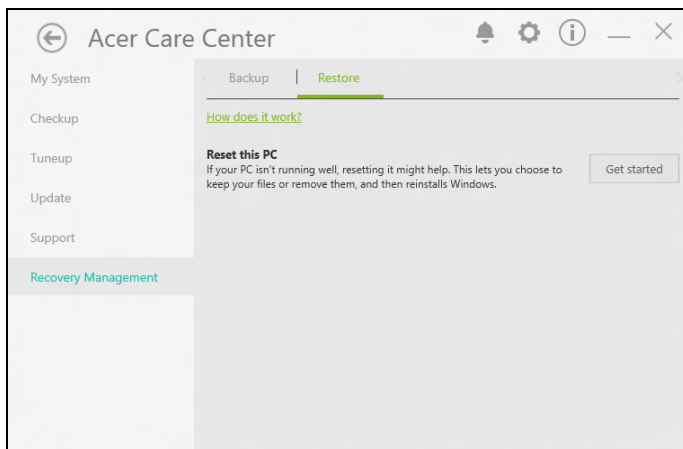 Acer Care Center
My System
Backup | Restore
Checkup
How does it work?
Tuneup
Reset this PC
If your PC isn't running well, resetting it might help. This lets you choose to
keep your files or remove them, and then reinstalls Windows.
Get started
Update
Support
Recovery Management